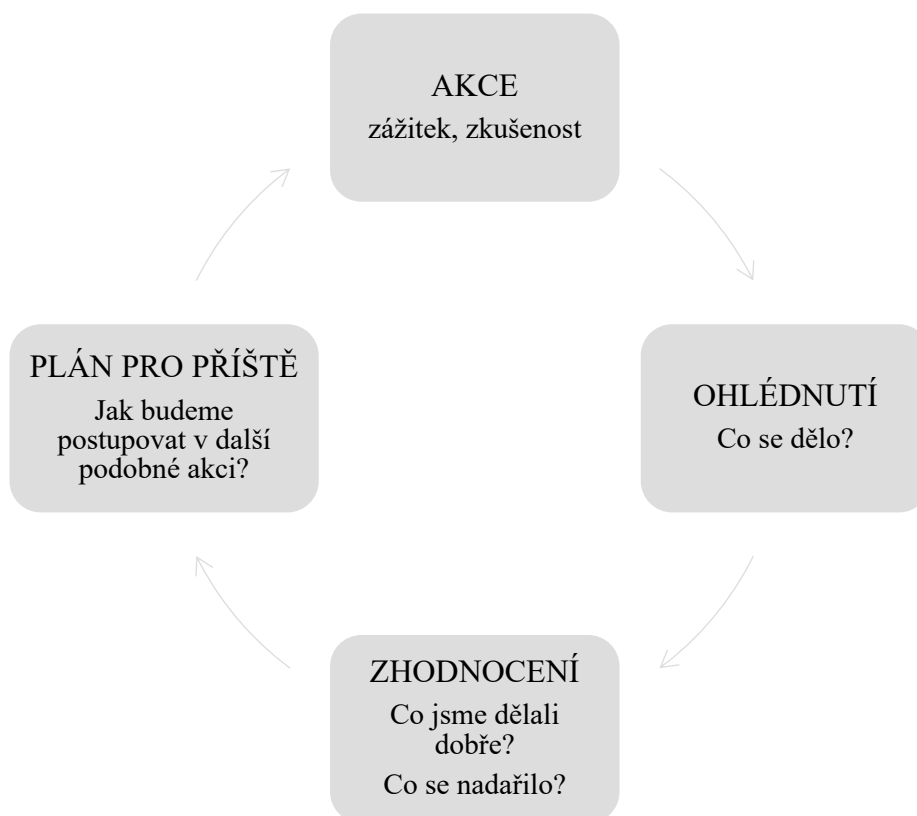 AKCE
zážitek, zkušenost
PLÁN PRO PŘÍŠTĚ
Jak budeme
postupovat v další
podobné akci?
OHLÉDNUTÍ
Co se dělo?
ZHODNOCENÍ
Co jsme dělali
dobře?
Co se nadařilo?